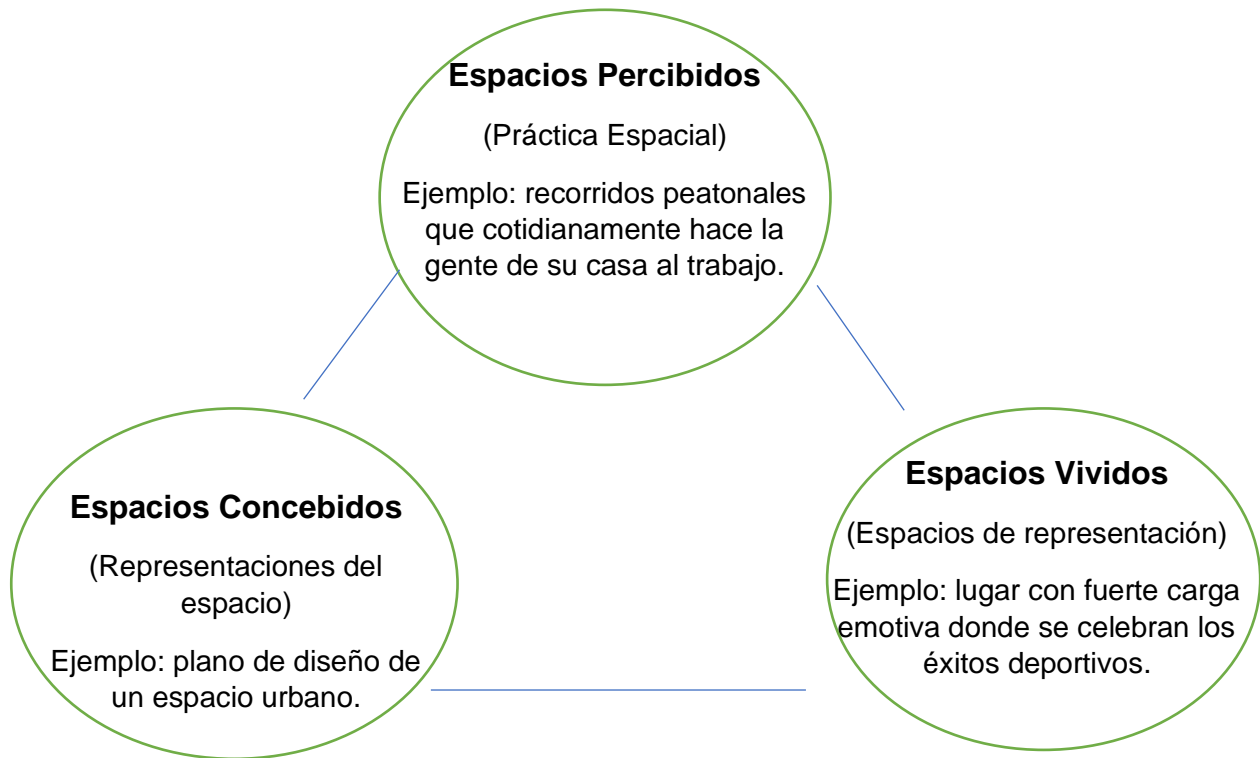 Espacios Percibidos
(Práctica Espacial)
Ejemplo: recorridos peatonales
que cotidianamente hace la
gente de su casa al trabajo.
Espacios Concebidos
(Representaciones del
espacio)
Ejemplo: plano de diseño de
un espacio urbano.
Espacios Vividos
(Espacios de representación)
Ejemplo: lugar con fuerte carga
emotiva donde se celebran los
éxitos deportivos.